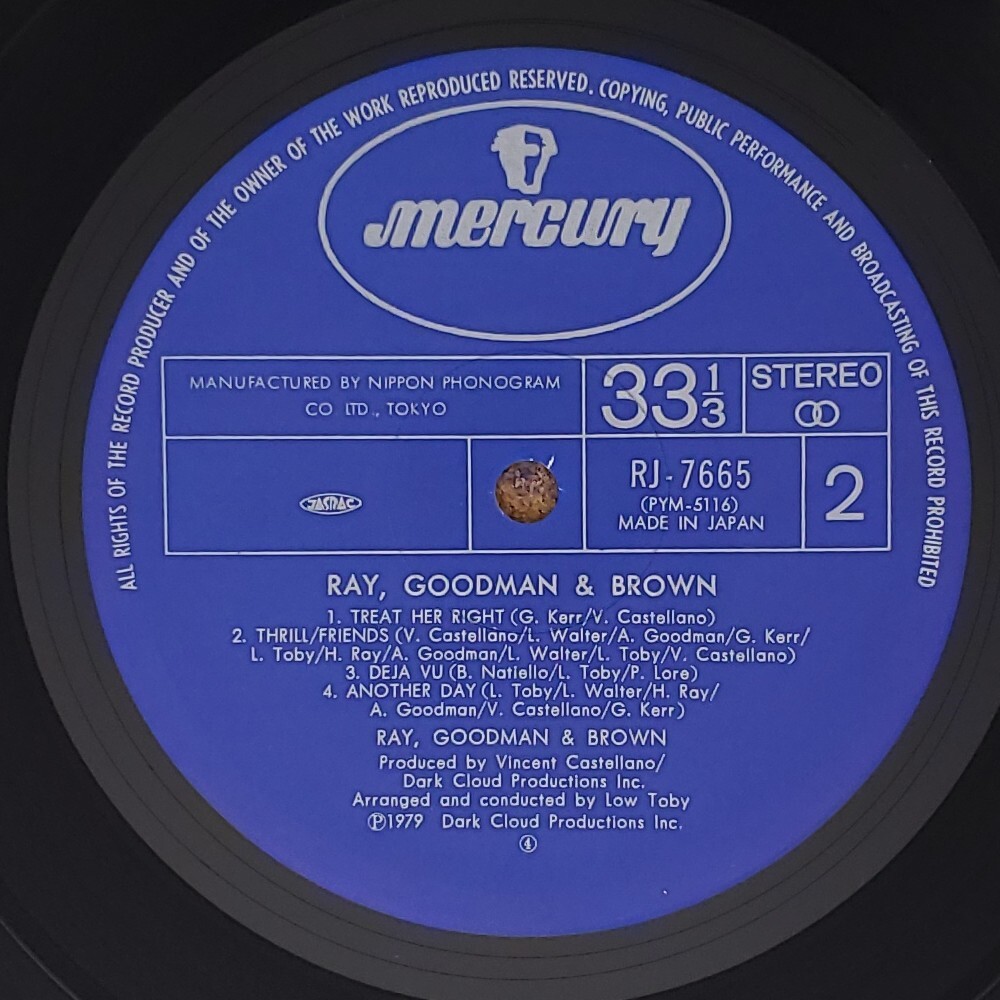 ALL RIGHTS OF THE RECORD PRODUCER AND OF THE OWNER OF THE WORK REPRODUCED RESERVED. COPYING, PUBLIC PERFORMANCE AND BROADCASTING OF THIS RECORD PROHIBITED
mercury
MANUFACTURED BY NIPPON PHONOGRAM
CO LTD., TOKYO
33 1/3
STEREO
JASRAC
RJ-7665
(PYM-5116)
MADE IN JAPAN
2
RAY, GOODMAN & BROWN
1. TREAT HER RIGHT (G. Kerr/V. Castellano)
2. THRILL/FRIENDS (V. Castellano/L. Walter/A. Goodman/G. Kerr/
L. Toby/H. Ray/A. Goodman/L. Walter/L. Toby/V. Castellano)
3. DEJA VU (B. Natiello/L. Toby/P. Lore)
4. ANOTHER DAY (L. Toby/L. Walter/H. Ray/
A. Goodman/V. Castellano/G. Kerr)
RAY, GOODMAN & BROWN
Produced by Vincent Castellano/
Dark Cloud Productions Inc.
Arranged and conducted by Low Toby
Ⓟ1979 Dark Cloud Productions Inc.
④